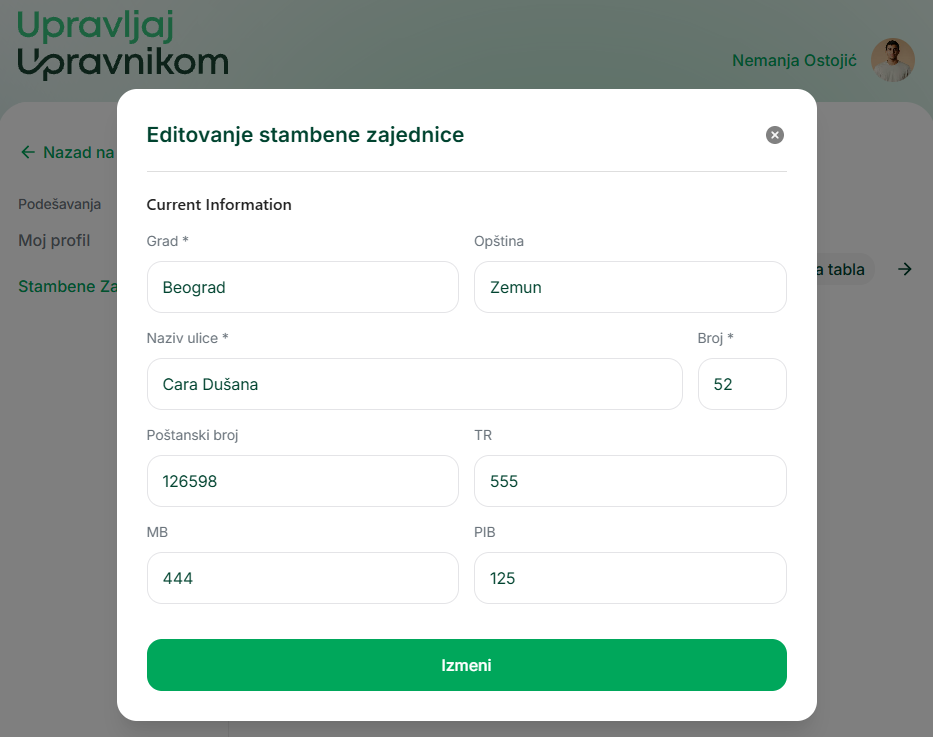 Upravljaj
Upravnikom
Nemanja Ostojić
Editovanje stambene zajednice
← Nazad na
Current Information
Podešavanja
Grad * Opština
Moj profil
Beograd Zemun
a tabla →
Stambene Za
Naziv ulice * Broj *
Cara Dušana 52
Poštanski broj TR
126598 555
MB PIB
444 125
Izmeni